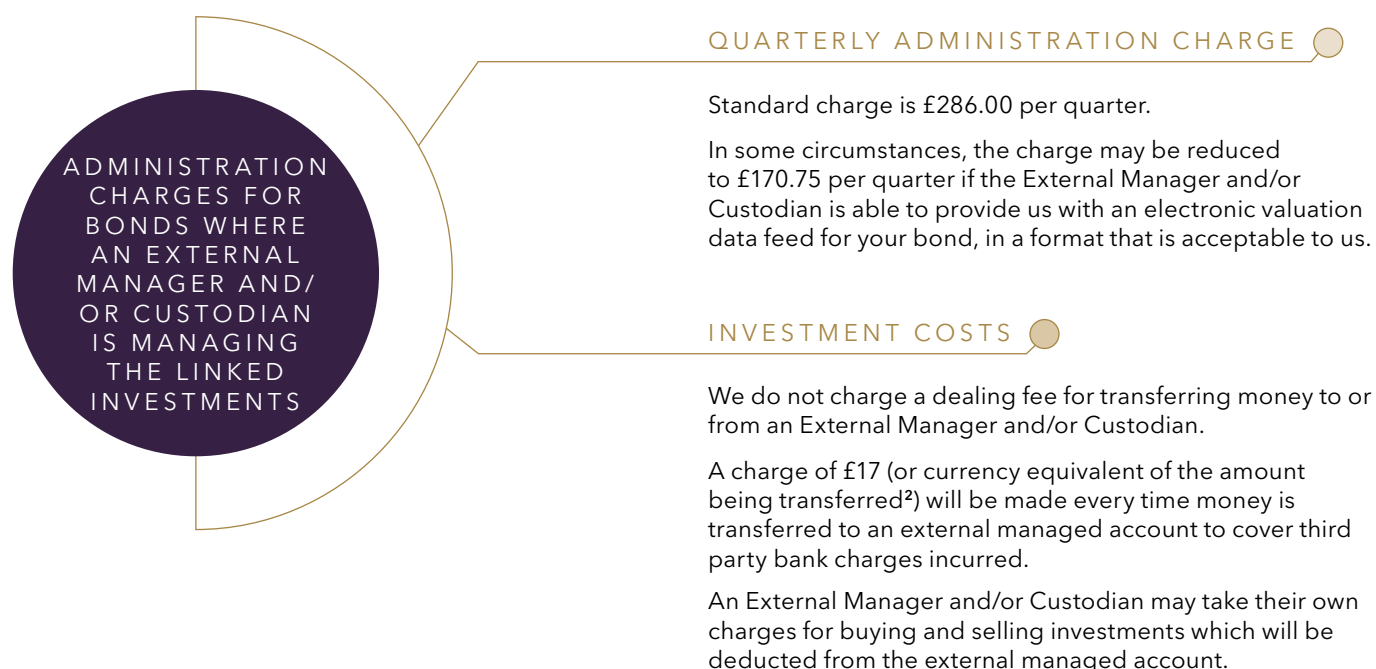 ADMINISTRATION
CHARGES FOR
BONDS WHERE
AN EXTERNAL
MANAGER AND/
OR CUSTODIAN
IS MANAGING
THE LINKED
INVESTMENTS
QUARTERLY ADMINISTRATION CHARGE
Standard charge is £286.00 per quarter.
In some circumstances, the charge may be reduced
to £170.75 per quarter if the External Manager and/or
Custodian is able to provide us with an electronic valuation
data feed for your bond, in a format that is acceptable to us.
INVESTMENT COSTS
We do not charge a dealing fee for transferring money to or
from an External Manager and/or Custodian.
A charge of £17 (or currency equivalent of the amount
being transferred²) will be made every time money is
transferred to an external managed account to cover third
party bank charges incurred.
An External Manager and/or Custodian may take their own
charges for buying and selling investments which will be
deducted from the external managed account.